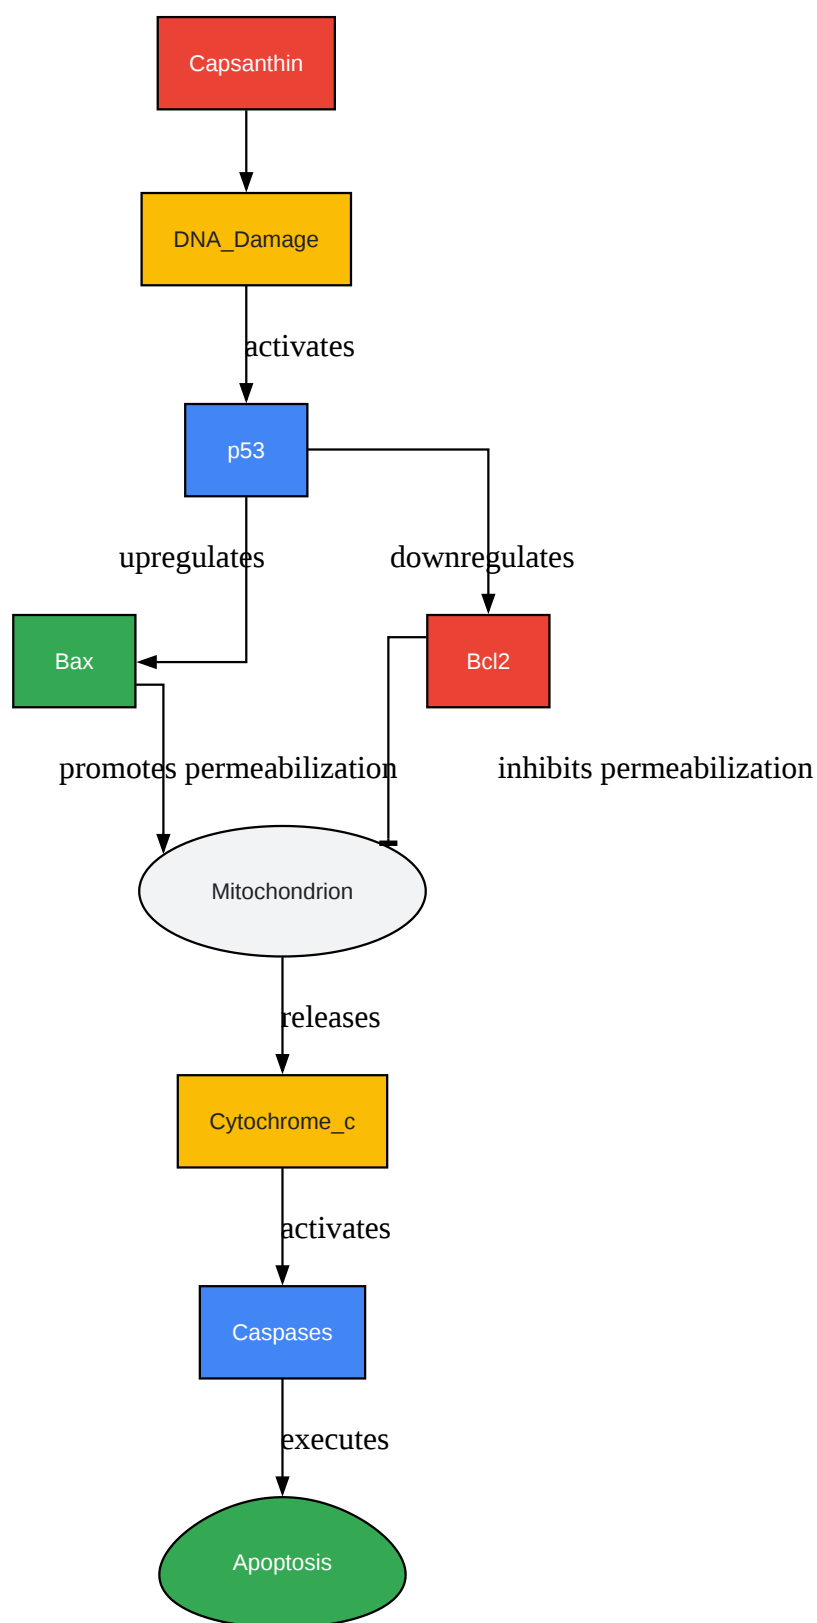 Capsanthin
DNA_Damage
activates
p53
upregulates
downregulates
Bax
Bcl2
promotes permeabilization
inhibits permeabilization
Mitochondrion
releases
Cytochrome_c
activates
Caspases
executes
Apoptosis